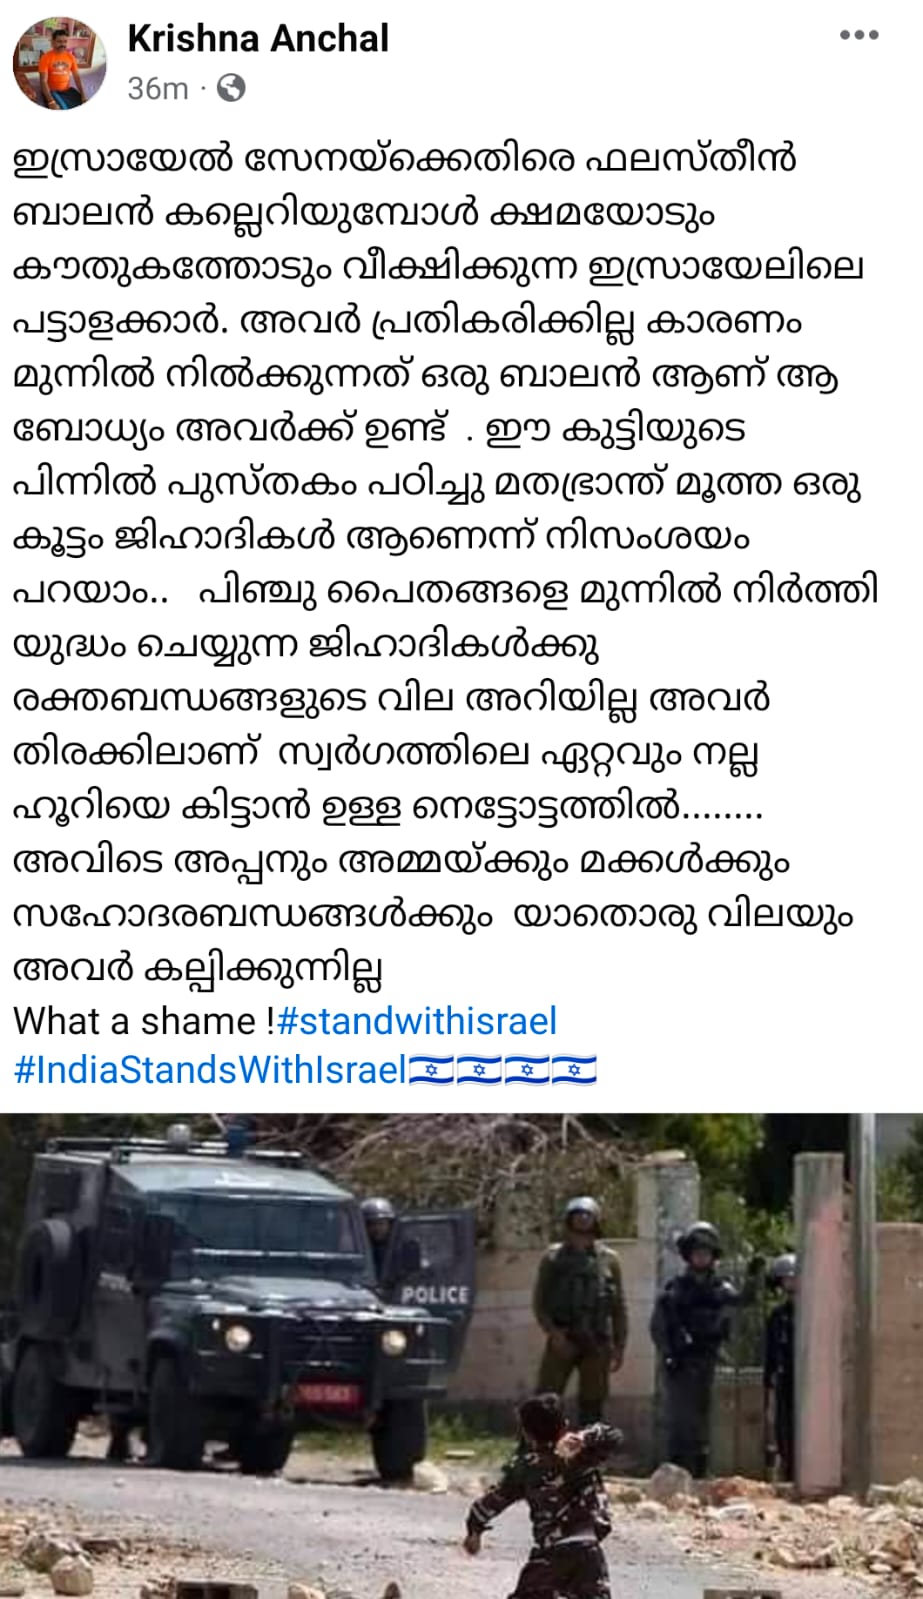 Krishna Anchal
36m ·
ഇസ്രായേൽ സേനയ്ക്കെതിരെ ഫലസ്തീൻ
ബാലൻ കല്ലെറിയുമ്പോൾ ക്ഷമയോടും
കൗതുകത്തോടും വീക്ഷിക്കുന്ന ഇസ്രായേലിലെ
പട്ടാളക്കാർ. അവർ പ്രതികരിക്കില്ല കാരണം
മുന്നിൽ നിൽക്കുന്നത് ഒരു ബാലൻ ആണ് ആ
ബോധ്യം അവർക്ക് ഉണ്ട് . ഈ കുട്ടിയുടെ
പിന്നിൽ പുസ്തകം പഠിച്ചു മതഭ്രാന്ത് മൂത്ത ഒരു
കൂട്ടം ജിഹാദികൾ ആണെന്ന് നിസംശയം
പറയാം.. പിഞ്ചു പൈതങ്ങളെ മുന്നിൽ നിർത്തി
യുദ്ധം ചെയ്യുന്ന ജിഹാദികൾക്കു
രക്തബന്ധങ്ങളുടെ വില അറിയില്ല അവർ
തിരക്കിലാണ് സ്വർഗത്തിലെ ഏറ്റവും നല്ല
ഹൂറിയെ കിട്ടാൻ ഉള്ള നെട്ടോട്ടത്തിൽ........
അവിടെ അപ്പനും അമ്മയ്ക്കും മക്കൾക്കും
സഹോദരബന്ധങ്ങൾക്കും യാതൊരു വിലയും
അവർ കല്പിക്കുന്നില്ല
What a shame !#standwithisrael
#IndiaStandsWithIsrael🇮🇱🇮🇱🇮🇱🇮🇱
POLICE